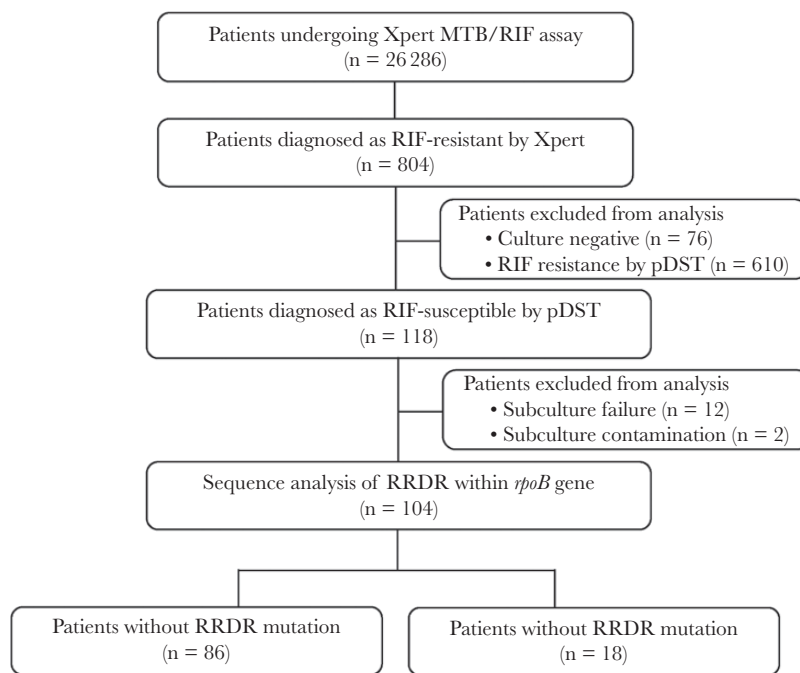 Patients undergoing Xpert MTB/RIF assay
(n = 26 286)
Patients diagnosed as RIF-resistant by Xpert
(n = 804)
Patients excluded from analysis
• Culture negative (n = 76)
• RIF resistance by pDST (n = 610)
Patients diagnosed as RIF-susceptible by pDST
(n = 118)
Patients excluded from analysis
• Subculture failure (n = 12)
• Subculture contamination (n = 2)
Sequence analysis of RRDR within rpoB gene
(n = 104)
Patients without RRDR mutation
(n = 86)
Patients without RRDR mutation
(n = 18)